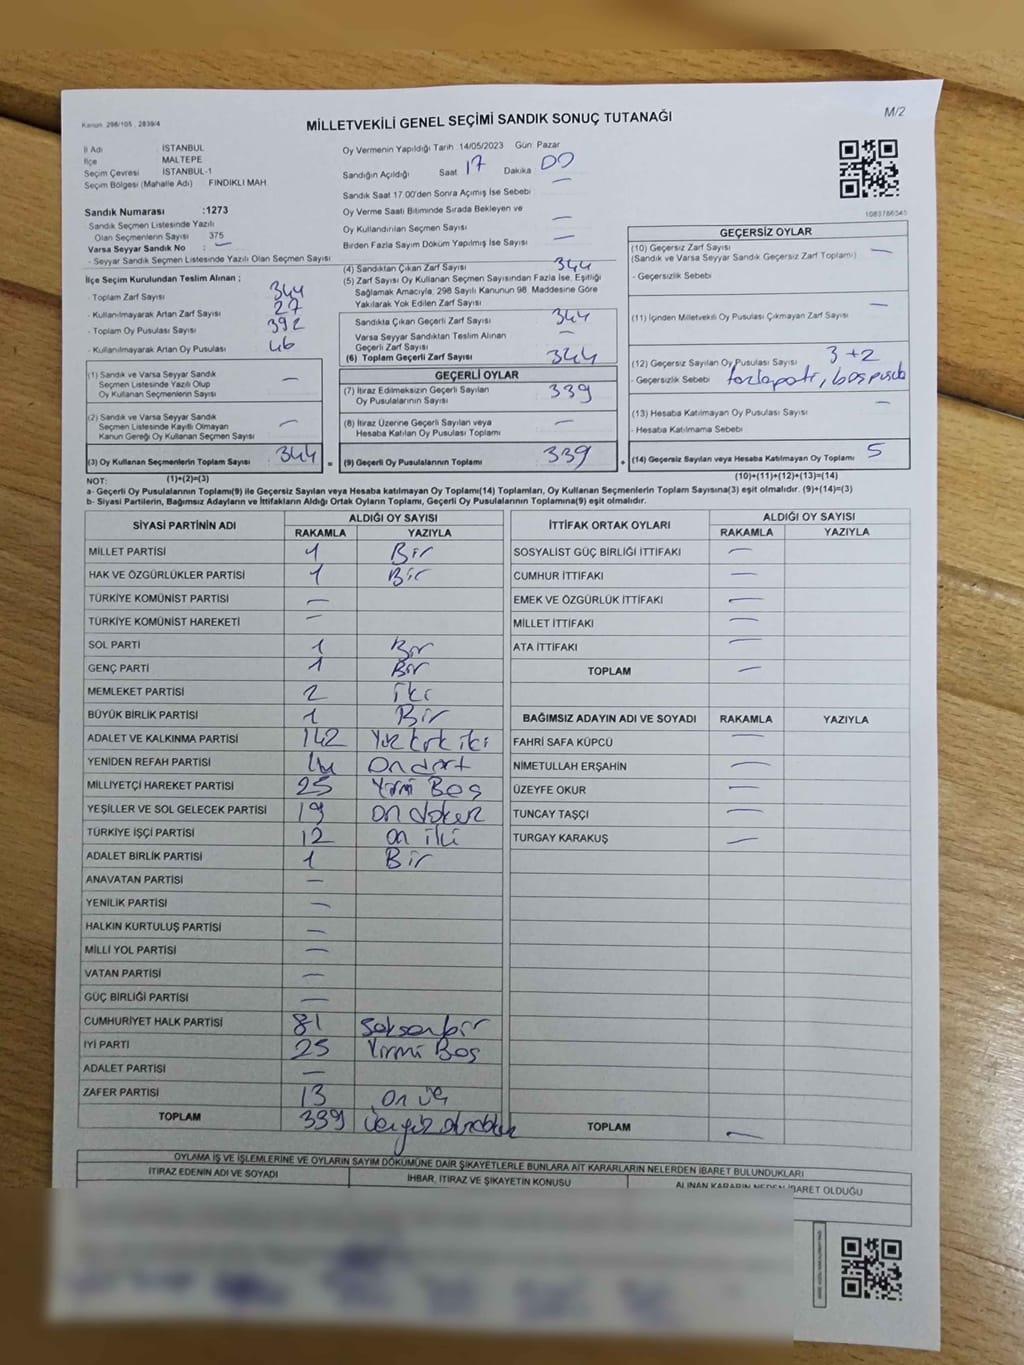 Kanun 298/105, 2839/4
M/2
MİLLETVEKİLİ GENEL SEÇİMİ SANDIK SONUÇ TUTANAĞI
İl Adı : İSTANBUL
İlçe : MALTEPE
Seçim Çevresi : İSTANBUL-1
Seçim Bölgesi (Mahalle Adı) : FINDIKLI MAH
Sandık Numarası :1273
Sandık Seçmen Listesinde Yazılı
Olan Seçmenlerin Sayısı 375
Varsa Seyyar Sandık No : —
- Seyyar Sandık Seçmen Listesinde Yazılı Olan Seçmen Sayısı
Oy Vermenin Yapıldığı Tarih 14/05/2023 Gün Pazar
Sandığın Açıldığı Saat 17 Dakika 00
Sandık Saat 17.00'den Sonra Açımış İse Sebebi —
Oy Verme Saati Bitiminde Sırada Bekleyen ve
Oy Kullandırılan Seçmen Sayısı —
Birden Fazla Sayım Döküm Yapılmış İse Sayısı —
1083786545
İlçe Seçim Kurulundan Teslim Alınan ;
- Toplam Zarf Sayısı 344
- Kullanılmayarak Artan Zarf Sayısı 27
- Toplam Oy Pusulası Sayısı 392
- Kullanılmayarak Artan Oy Pusulası 46
(4) Sandıktan Çıkan Zarf Sayısı 344
(5) Zarf Sayısı Oy Kullanan Seçmen Sayısından Fazla İse, Eşitliği
Sağlamak Amacıyla, 298 Sayılı Kanunun 98. Maddesine Göre
Yakılarak Yok Edilen Zarf Sayısı
Sandıkta Çıkan Geçerli Zarf Sayısı 344
Varsa Seyyar Sandıktan Teslim Alınan
Geçerli Zarf Sayısı —
(6) Toplam Geçerli Zarf Sayısı 344
GEÇERSİZ OYLAR
(10) Geçersiz Zarf Sayısı —
(Sandık ve Varsa Seyyar Sandık Geçersiz Zarf Toplamı)
- Geçersizlik Sebebi
(11) İçinden Milletvekili Oy Pusulası Çıkmayan Zarf Sayısı —
(12) Geçersiz Sayılan Oy Pusulası Sayısı 3+2
- Geçersizlik Sebebi
(13) Hesaba Katılmayan Oy Pusulası Sayısı —
- Hesaba Katılmama Sebebi
(14) Geçersiz Sayılan veya Hesaba Katılmayan Oy Toplamı 5
(10)+(11)+(12)+(13)=(14)
(1) Sandık ve Varsa Seyyar Sandık
Seçmen Listesinde Yazılı Olup
Oy Kullanan Seçmenlerin Sayısı —
(2) Sandık ve Varsa Seyyar Sandık
Seçmen Listesinde Kayıtlı Olmayan
Kanun Gereği Oy Kullanan Seçmen Sayısı —
(3) Oy Kullanan Seçmenlerin Toplam Sayısı 344 =
(1)+(2)=(3)
GEÇERLİ OYLAR
(7) İtiraz Edilmeksizin Geçerli Sayılan
Oy Pusulalarının Sayısı 339
(8) İtiraz Üzerine Geçerli Sayılan veya
Hesaba Katılan Oy Pusulası Toplamı —
(9) Geçerli Oy Pusulalarının Toplamı 339 +
NOT:
a- Geçerli Oy Pusulalarının Toplamı(9) ile Geçersiz Sayılan veya Hesaba katılmayan Oy Toplamı(14) Toplamları, Oy Kullanan Seçmenlerin Toplam Sayısına(3) eşit olmalıdır. (9)+(14)=(3)
b- Siyasi Partilerin, Bağımsız Adayların ve İttifakların Aldığı Ortak Oyların Toplamı, Geçerli Oy Pusulalarının Toplamına(9) eşit olmalıdır.
SİYASİ PARTİNİN ADI ALDIĞI OY SAYISI
RAKAMLA YAZIYLA
MİLLET PARTİSİ 1 Bir
HAK VE ÖZGÜRLÜKLER PARTİSİ 1 Bir
TÜRKİYE KOMÜNİST PARTİSİ —
TÜRKİYE KOMÜNİST HAREKETİ —
SOL PARTİ 1 Bir
GENÇ PARTİ 1 Bir
MEMLEKET PARTİSİ 2 iki
BÜYÜK BİRLİK PARTİSİ 1 Bir
ADALET VE KALKINMA PARTİSİ 142 Yüz kırk iki
YENİDEN REFAH PARTİSİ 14 On dört
MİLLİYETÇİ HAREKET PARTİSİ 25 Yirmi Beş
YEŞİLLER VE SOL GELECEK PARTİSİ 19 on dokuz
TÜRKİYE İŞÇİ PARTİSİ 12 on iki
ADALET BİRLİK PARTİSİ 1 Bir
ANAVATAN PARTİSİ —
YENİLİK PARTİSİ —
HALKIN KURTULUŞ PARTİSİ —
MİLLİ YOL PARTİSİ —
VATAN PARTİSİ —
GÜÇ BİRLİĞİ PARTİSİ —
CUMHURİYET HALK PARTİSİ 81 Seksenbir
İYİ PARTİ 25 Yirmi Beş
ADALET PARTİSİ —
ZAFER PARTİSİ 13 On üç
TOPLAM 339
İTTİFAK ORTAK OYLARI ALDIĞI OY SAYISI
RAKAMLA YAZIYLA
SOSYALİST GÜÇ BİRLİĞİ İTTİFAKI —
CUMHUR İTTİFAKI —
EMEK VE ÖZGÜRLÜK İTTİFAKI —
MİLLET İTTİFAKI —
ATA İTTİFAKI —
TOPLAM —
BAĞIMSIZ ADAYIN ADI VE SOYADI RAKAMLA YAZIYLA
FAHRİ SAFA KÜPCÜ —
NİMETULLAH ERŞAHİN —
ÜZEYFE OKUR —
TUNCAY TAŞÇI —
TURGAY KARAKUŞ —
TOPLAM —
OYLAMA İŞ VE İŞLEMLERİNE VE OYLARIN SAYIM DÖKÜMÜNE DAİR ŞİKAYETLERLE BUNLARA AİT KARARLARIN NELERDEN İBARET BULUNDUKLARI
İTİRAZ EDENİN ADI VE SOYADI İHBAR, İTİRAZ VE ŞİKAYETİN KONUSU ALINAN KARARIN NEDEN İBARET OLDUĞU